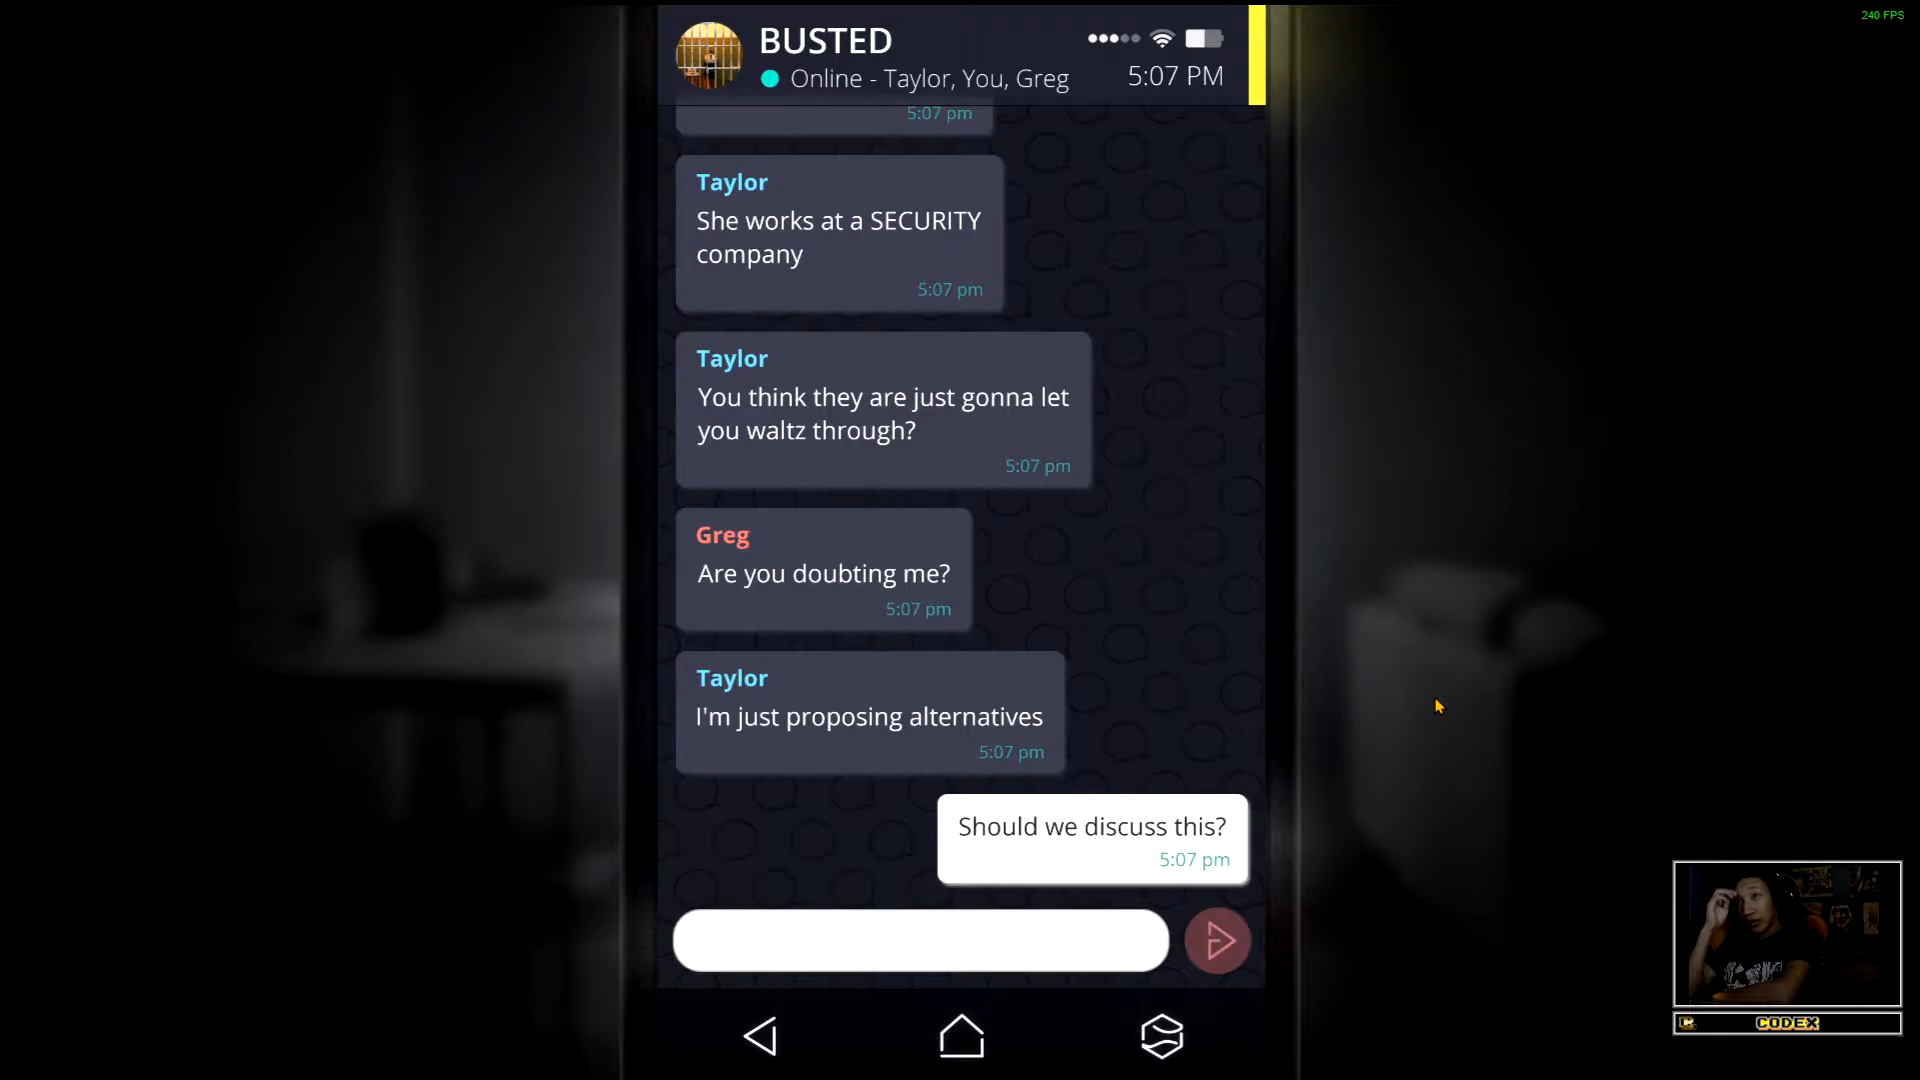 240 FPS
BUSTED
Online - Taylor, You, Greg
5:07 PM
5:07 pm
Taylor
She works at a SECURITY
company
5:07 pm
Taylor
You think they are just gonna let
you waltz through?
5:07 pm
Greg
Are you doubting me?
5:07 pm
Taylor
I'm just proposing alternatives
5:07 pm
Should we discuss this?
5:07 pm
CODEX